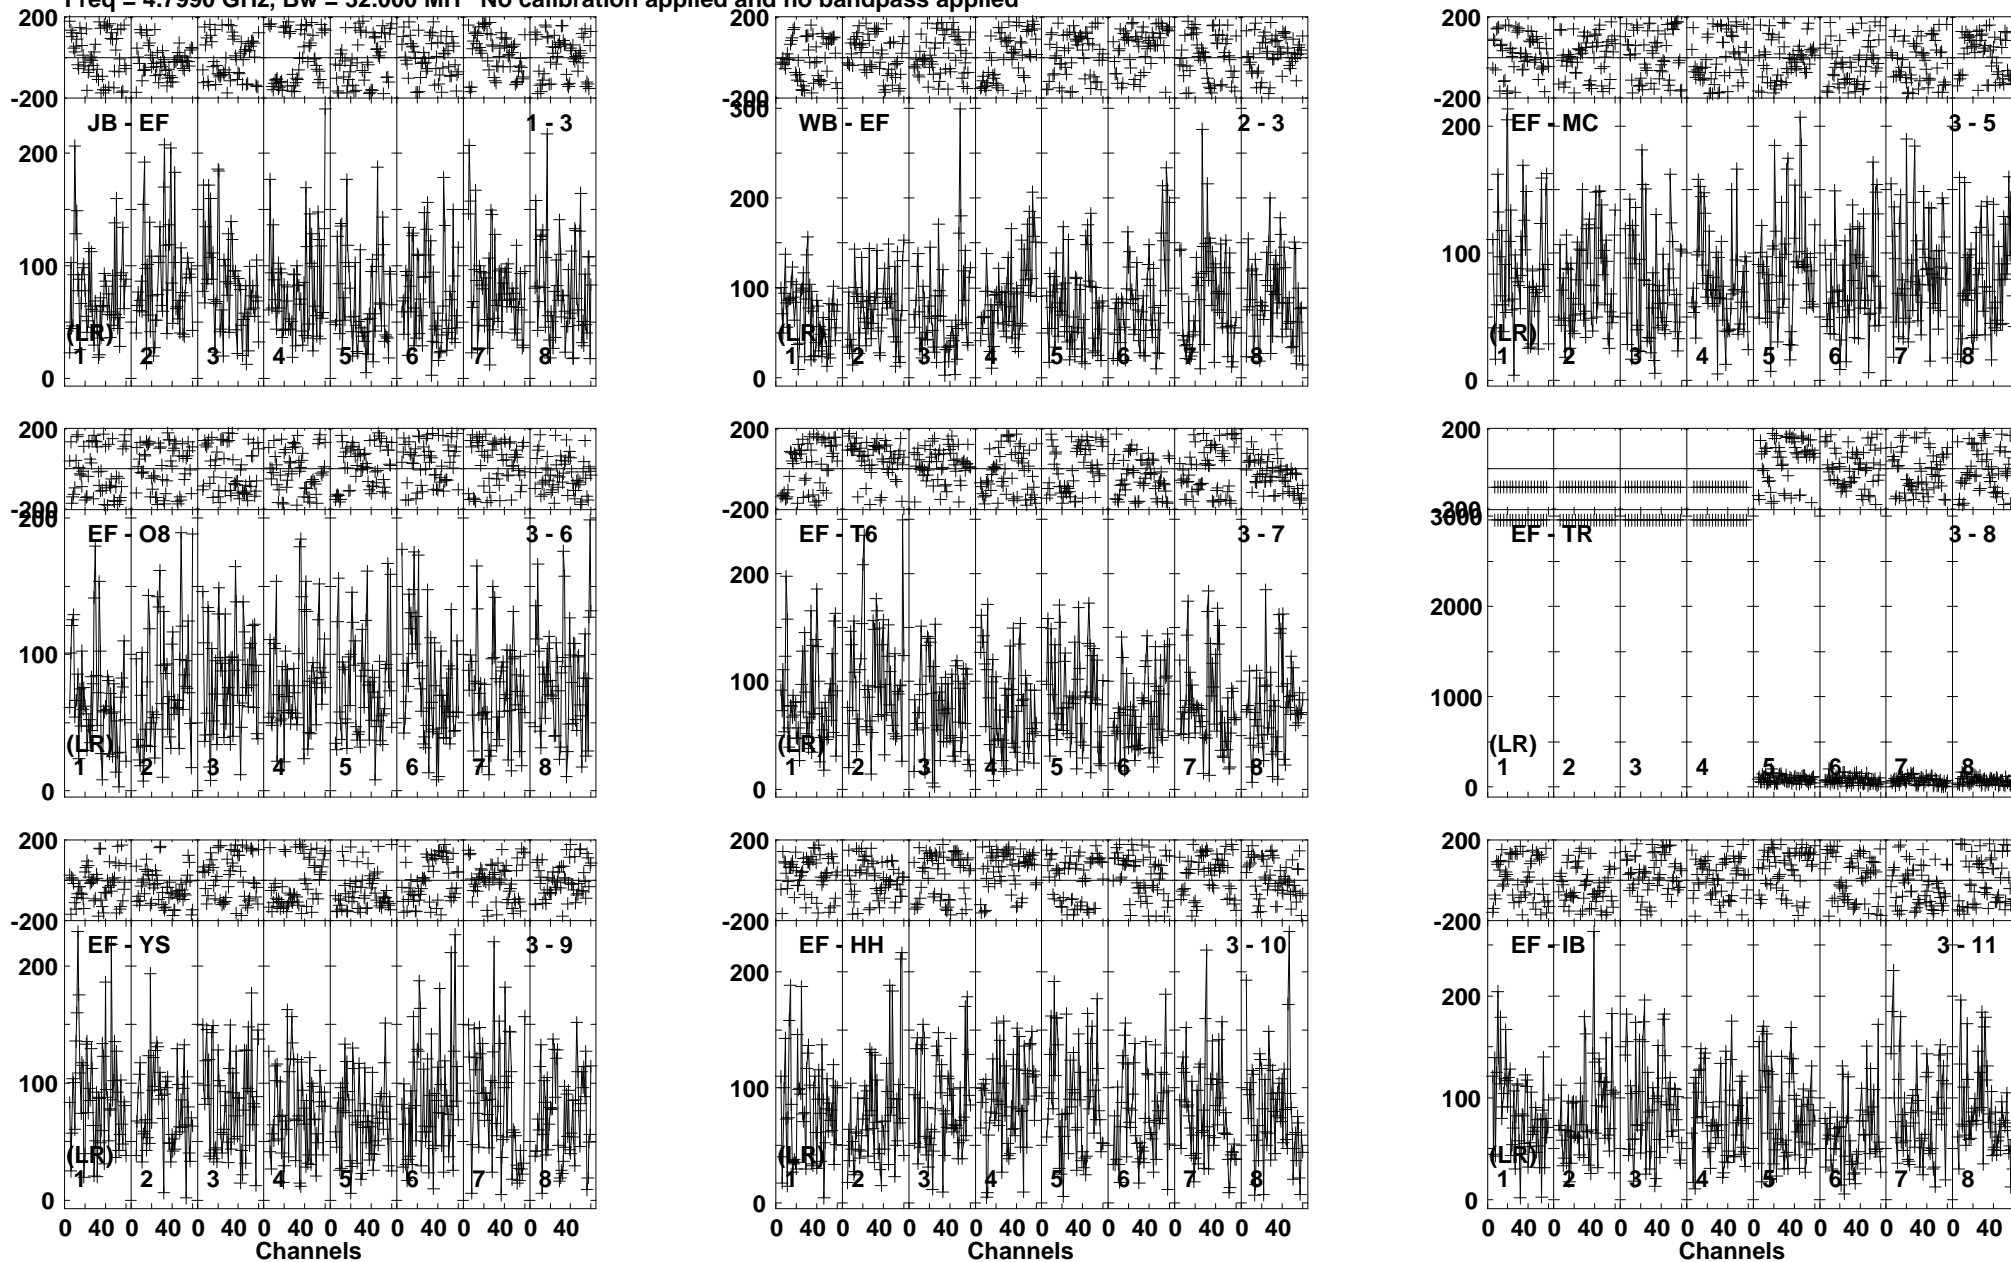 Freq = 4.7990 GHz, Bw = 32.000 MH No calibration applied and no bandpass applied
200
-200
JB - EF 1 - 3
200
100
0
(LR)
1 2 3 4 5 6 7 8
200
-200
300
WB - EF 2 - 3
200
100
0
(LR)
1 2 3 4 5 6 7 8
200
-200
EF - MC 3 - 5
200
100
0
(LR)
1 2 3 4 5 6 7 8
200
-200
200
EF - O8 3 - 6
100
0
(LR)
1 2 3 4 5 6 7 8
200
-200
EF - T6 3 - 7
200
100
0
(LR)
1 2 3 4 5 6 7 8
200
-200
3000
EF - TR 3 - 8
2000
1000
0
(LR)
1 2 3 4 5 6 7 8
200
-200
EF - YS 3 - 9
200
100
0
(LR)
1 2 3 4 5 6 7 8
0 40 0 40 0 40 0 40 0 40 0 40 0 40 0 40
Channels
200
-200
EF - HH 3 - 10
200
100
0
(LR)
1 2 3 4 5 6 7 8
0 40 0 40 0 40 0 40 0 40 0 40 0 40 0 40
Channels
200
-200
EF - IB 3 - 11
200
100
0
(LR)
1 2 3 4 5 6 7 8
0 40 0 40 0 40 0 40 0 40 0 40 0 40 0 40
Channels